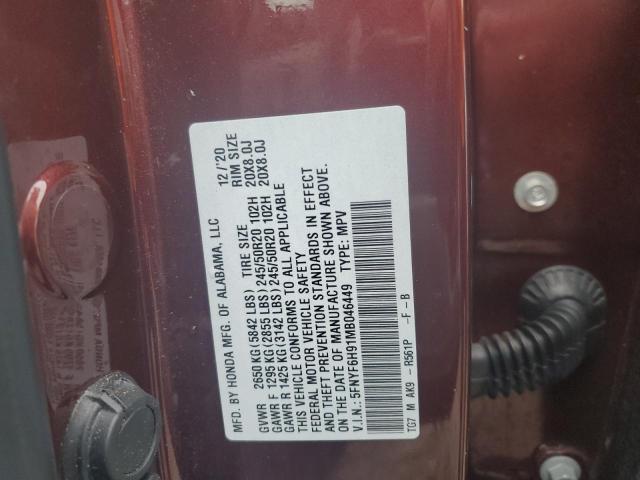 MFD. BY HONDA MFG. OF ALABAMA, LLC 12/'20
TIRE SIZE RIM SIZE
GVWR 2650 KG (5842 LBS)
GAWR F 1295 KG (2855 LBS) 245/50R20 102H 20X8.0J
GAWR R 1425 KG (3142 LBS) 245/50R20 102H 20X8.0J
THIS VEHICLE CONFORMS TO ALL APPLICABLE
FEDERAL MOTOR VEHICLE SAFETY
AND THEFT PREVENTION STANDARDS IN EFFECT
ON THE DATE OF MANUFACTURE SHOWN ABOVE.
V.I.N.: 5FNYF6H91MB046449 TYPE: MPV
TG7 M AK9 - R561P -F-B